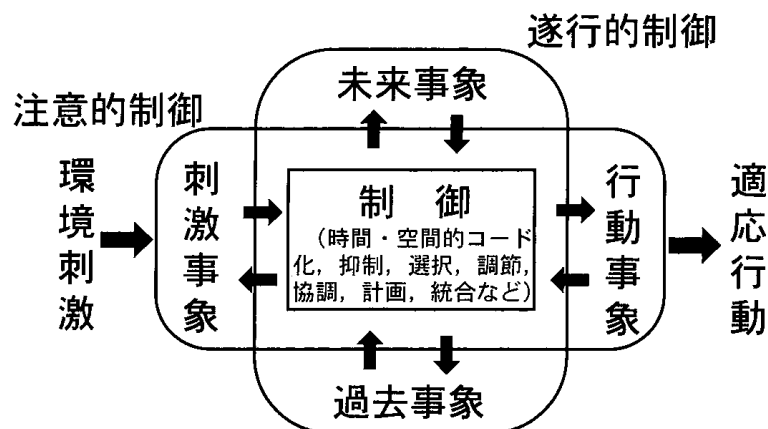 遂行的制御
未来事象
注意的制御
環境刺激
刺激事象
制 御
(時間・空間的コード
化,抑制,選択,調節,
協調,計画,統合など)
行動事象
適応行動
過去事象